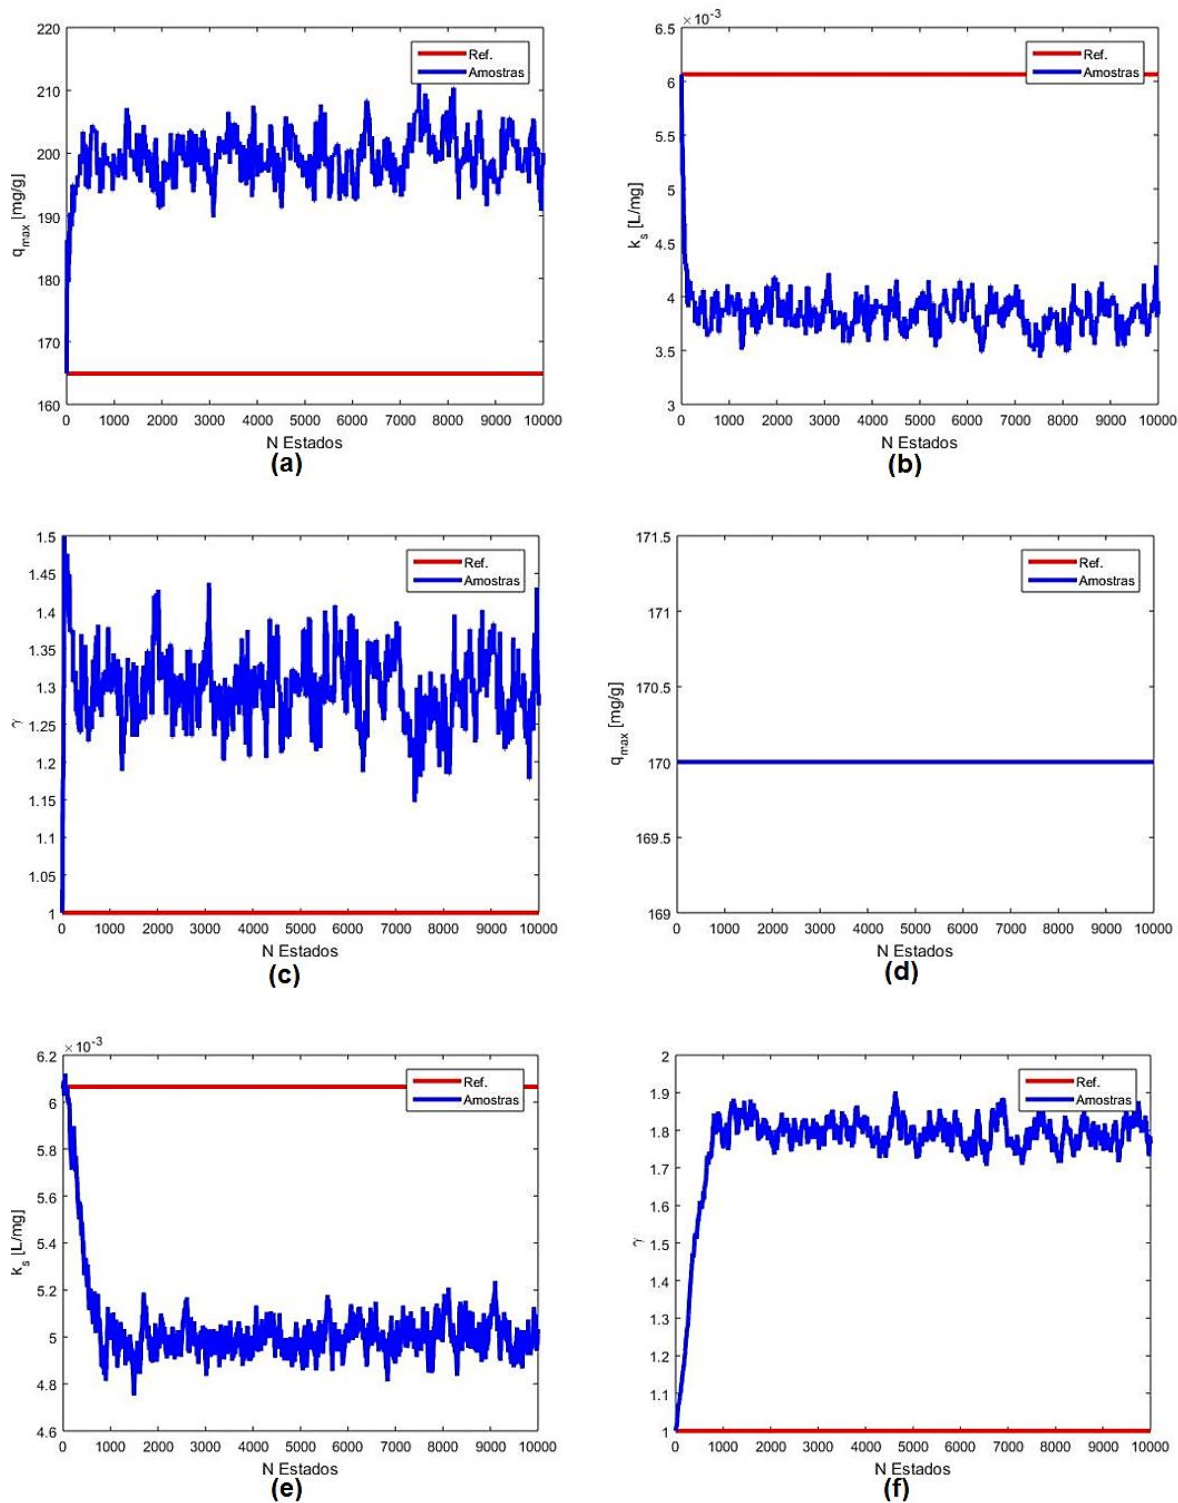 220
210
200
190
180
170
160
q_max [mg/g]
Ref.
Amostras
0 1000 2000 3000 4000 5000 6000 7000 8000 9000 10000
N Estados
(a)
×10^-3
6.5
6
5.5
5
4.5
4
3.5
3
k_s [L/mg]
Ref.
Amostras
0 1000 2000 3000 4000 5000 6000 7000 8000 9000 10000
N Estados
(b)
1.5
1.45
1.4
1.35
1.3
1.25
1.2
1.15
1.1
1.05
1
γ
Ref.
Amostras
0 1000 2000 3000 4000 5000 6000 7000 8000 9000 10000
N Estados
(c)
171.5
171
170.5
170
169.5
169
q_max [mg/g]
Ref.
Amostras
0 1000 2000 3000 4000 5000 6000 7000 8000 9000 10000
N Estados
(d)
×10^-3
6.2
6
5.8
5.6
5.4
5.2
5
4.8
4.6
k_s [L/mg]
Ref.
Amostras
0 1000 2000 3000 4000 5000 6000 7000 8000 9000 10000
N Estados
(e)
2
1.9
1.8
1.7
1.6
1.5
1.4
1.3
1.2
1.1
1
γ
Ref.
Amostras
0 1000 2000 3000 4000 5000 6000 7000 8000 9000 10000
N Estados
(f)